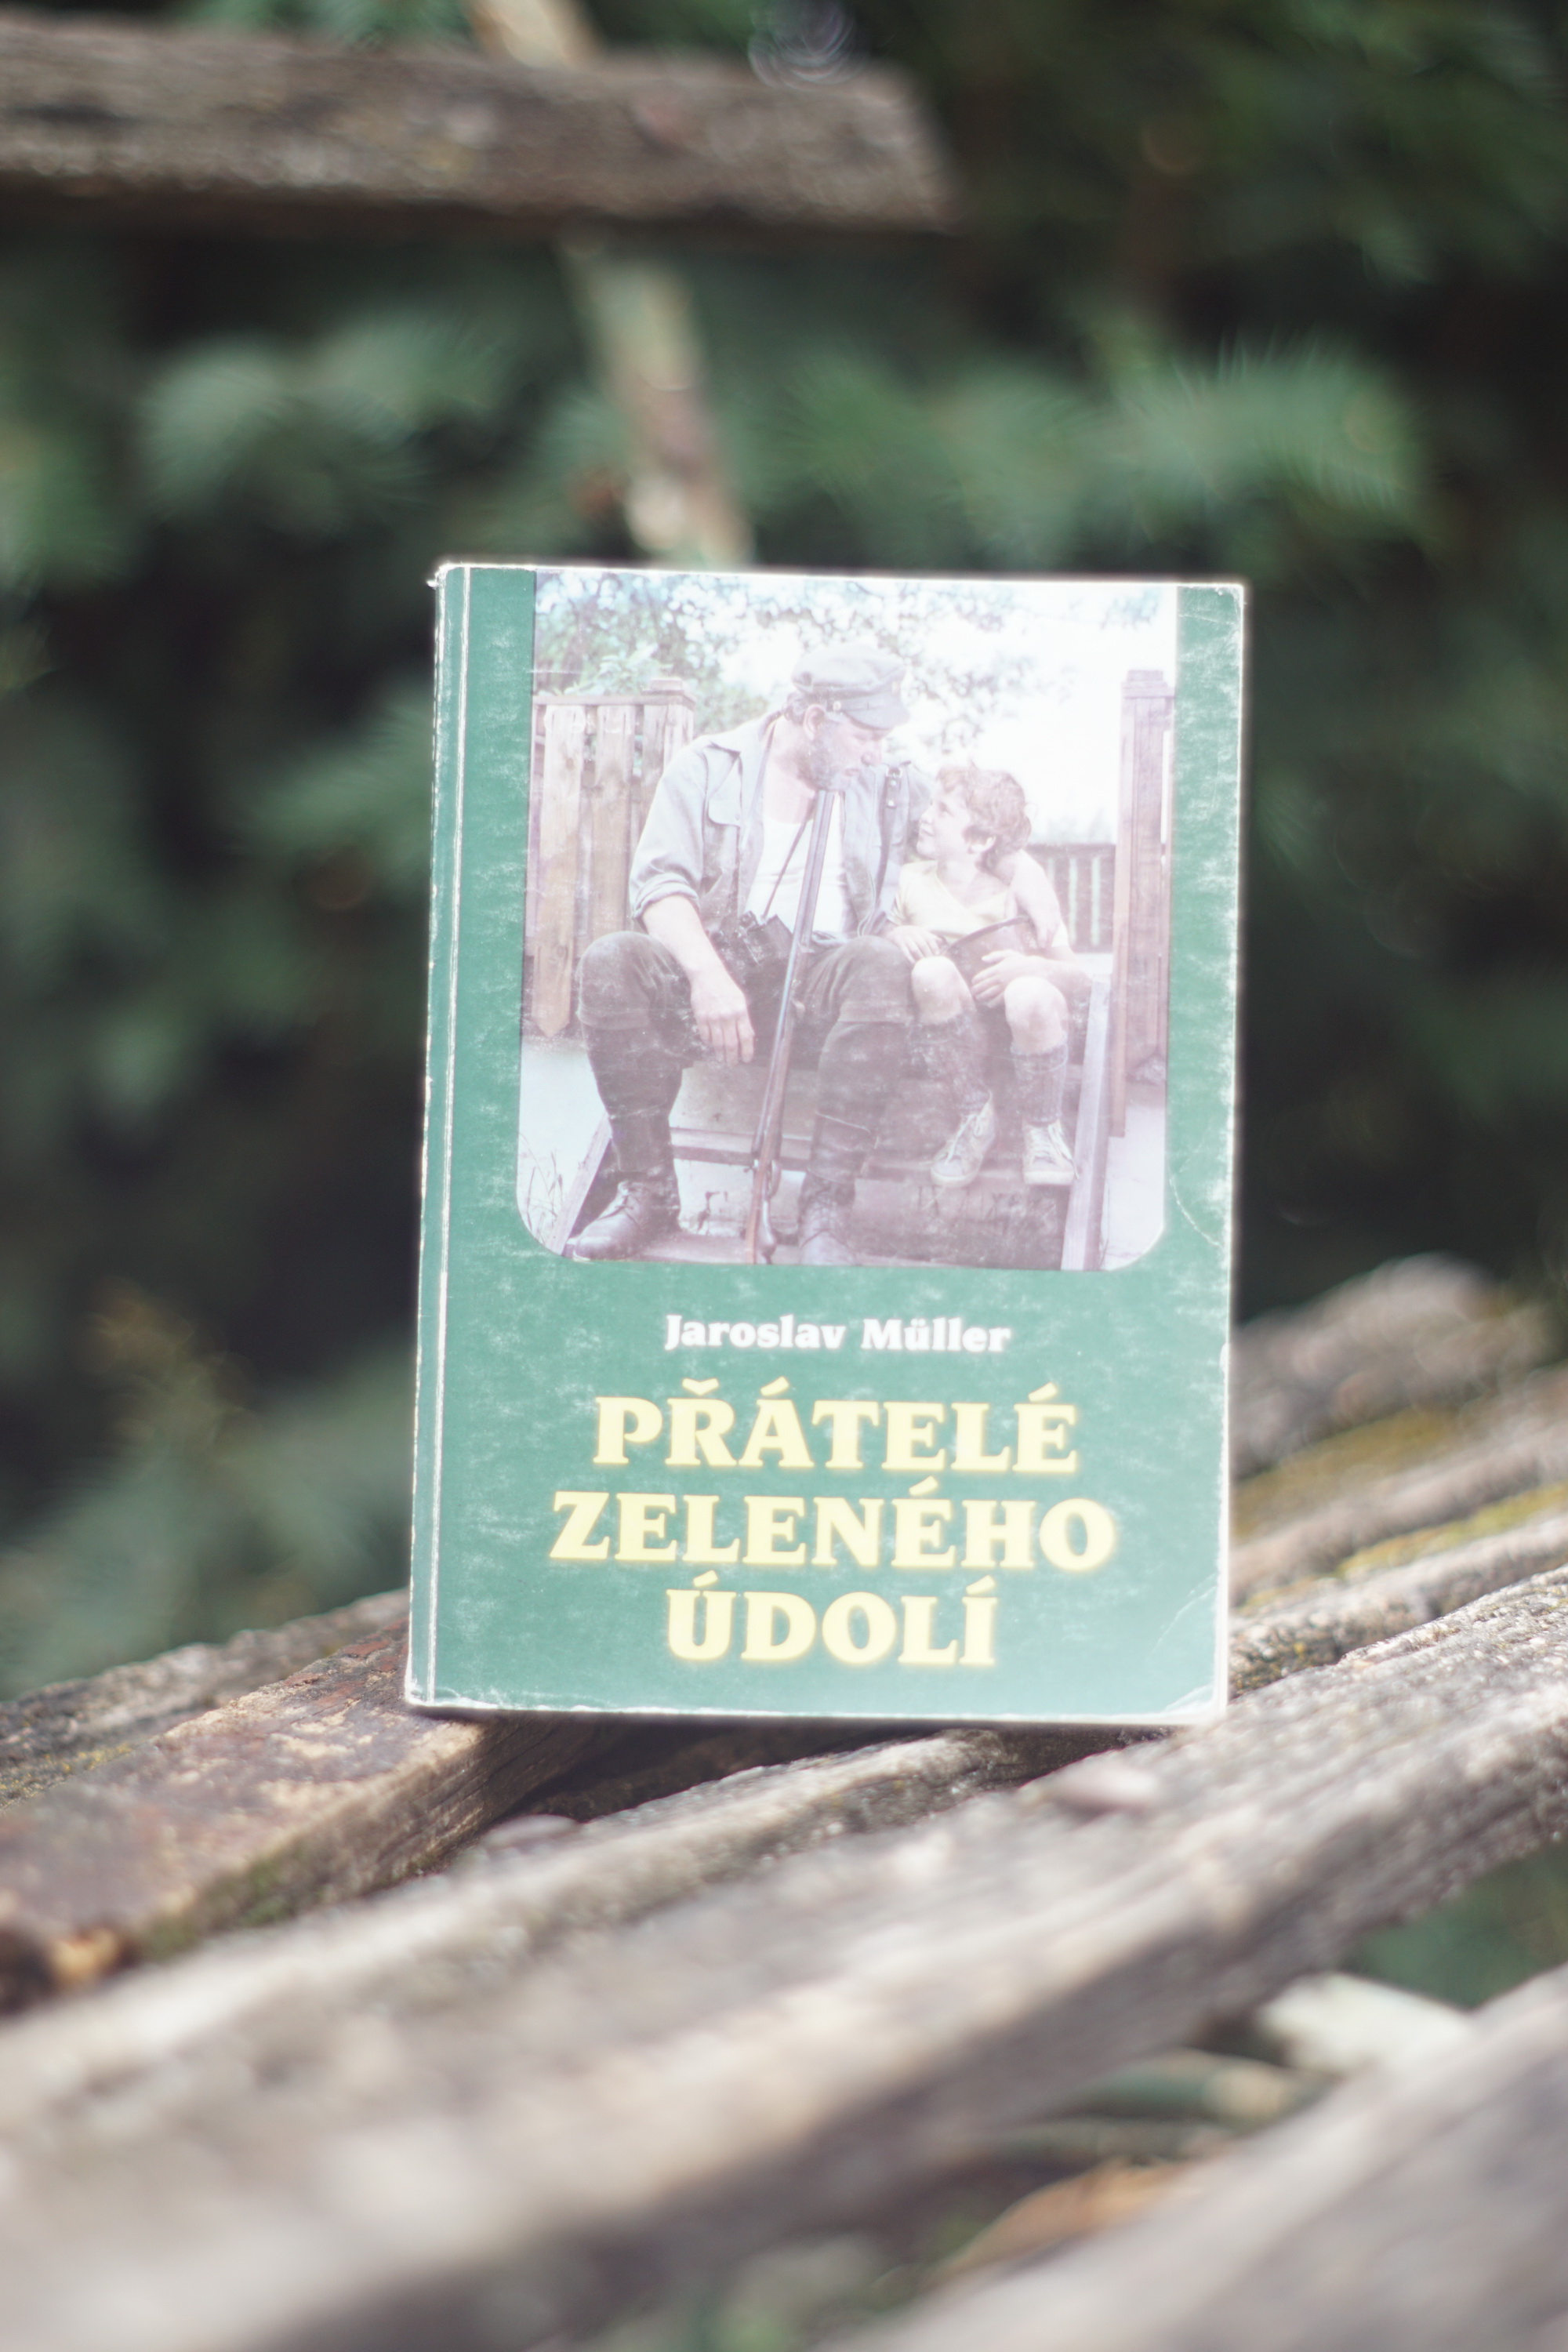 Jaroslav Müller
PŘÁTELÉ
ZELENÉHO
ÚDOLÍ